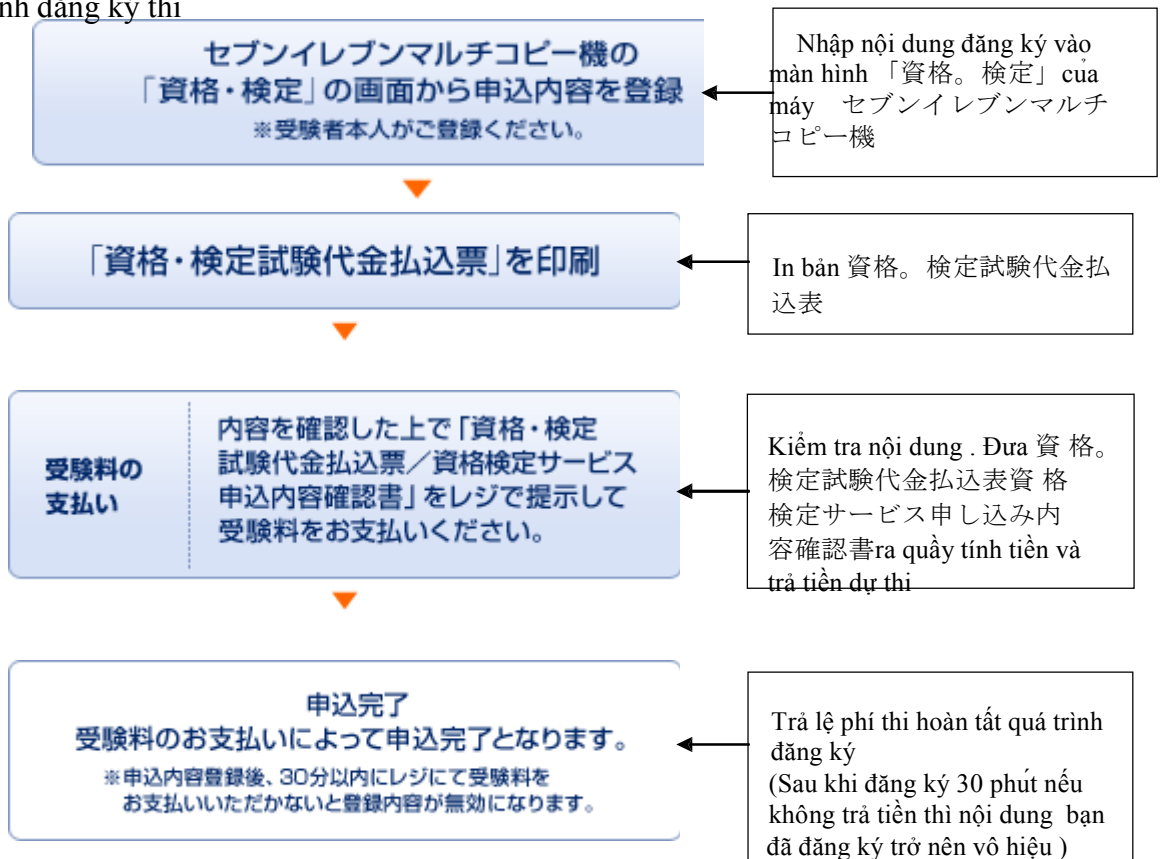 nh đăng ký thi
セブンイレブンマルチコピー機の
「資格・検定」の画面から申込内容を登録
※受験者本人がご登録ください。
Nhập nội dung đăng ký vào
màn hình 「資格。検定」của
máy　セブンイレブンマルチ
コピー機
「資格・検定試験代金払込票」を印刷
In bản 資格。検定試験代金払
込表
受験料の
支払い
内容を確認した上で「資格・検定
試験代金払込票／資格検定サービス
申込内容確認書」をレジで提示して
受験料をお支払いください。
Kiểm tra nội dung . Đưa 資 格。
検定試験代金払込表資 格
検定サービス申し込み内
容確認書ra quầy tính tiền và
trả tiền dự thi
申込完了
受験料のお支払いによって申込完了となります。
※申込内容登録後、30分以内にレジにて受験料を
お支払いいただかないと登録内容が無効になります。
Trả lệ phí thi hoàn tất quá trình
đăng ký
(Sau khi đăng ký 30 phút nếu
không trả tiền thì nội dung bạn
đã đăng ký trở nên vô hiệu )